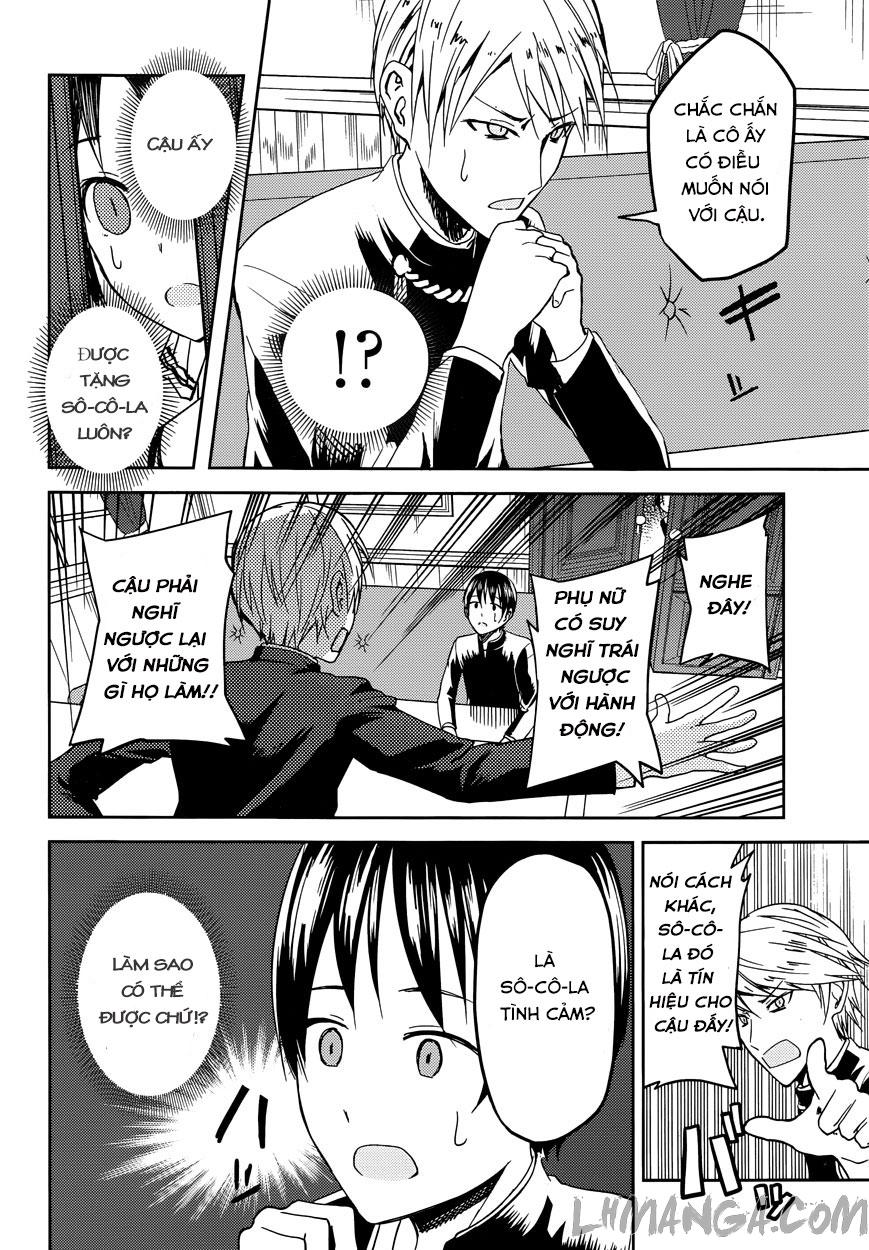 CHẮC CHẮN
LÀ CÔ ẤY
CÓ ĐIỀU
MUỐN NÓI
VỚI CẬU.
!?
CẬU ẤY
ĐƯỢC
TẶNG
SÔ-CÔ-LA
LUÔN?
NGHE
ĐÂY!
PHỤ NỮ
CÓ SUY
NGHĨ TRÁI
NGƯỢC
VỚI HÀNH
ĐỘNG!
CẬU PHẢI
NGHĨ
NGƯỢC LẠI
VỚI NHỮNG
GÌ HỌ LÀM!!
NÓI CÁCH
KHÁC,
SÔ-CÔ-
LA ĐÓ
LÀ TÍN
HIỆU CHO
CẬU ĐẤY!
LÀ
SÔ-CÔ-LA
TÌNH CẢM?
LÀM SAO
CÓ THỂ
ĐƯỢC CHỨ!?
LHMANGA.COM